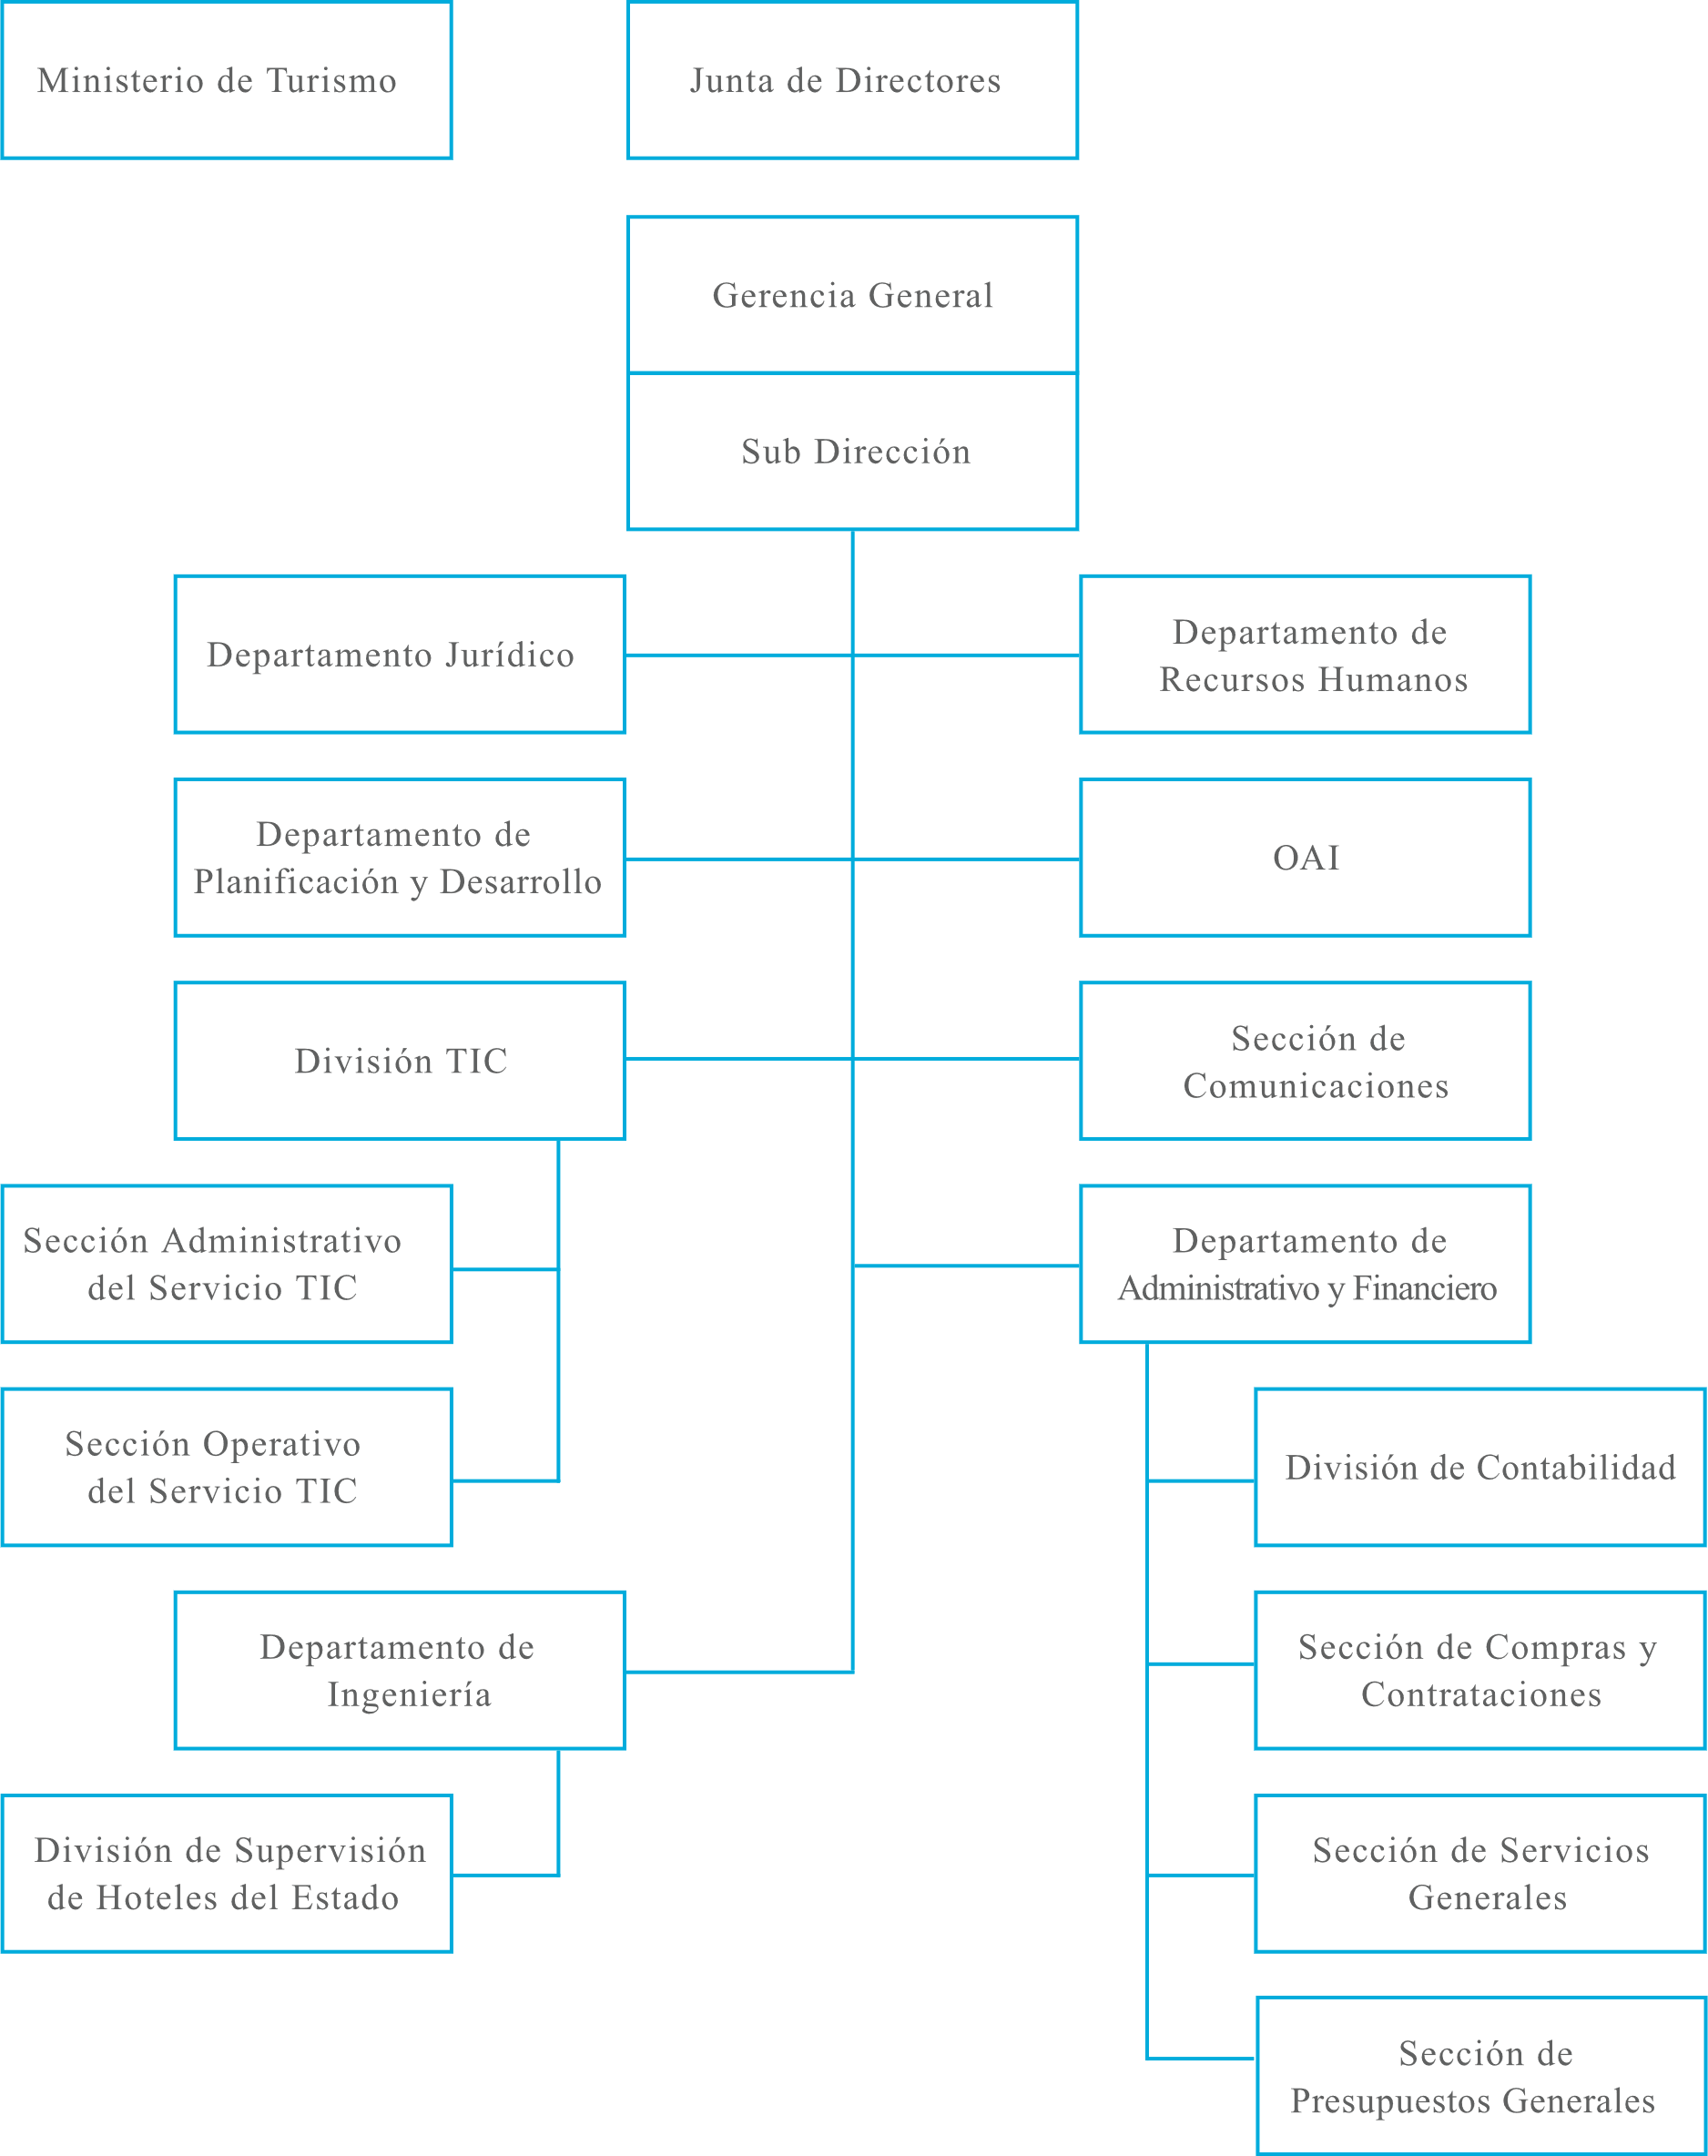 Ministerio de Turismo
Junta de Directores
Gerencia General
Sub Dirección
Departamento Jurídico
Departamento de
Recursos Humanos
Departamento de
Planificación y Desarrollo
OAI
División TIC
Sección de
Comunicaciones
Sección Administrativo
del Servicio TIC
Departamento de
Administrativo y Financiero
Sección Operativo
del Servicio TIC
División de Contabilidad
Departamento de
Ingeniería
Sección de Compras y
Contrataciones
División de Supervisión
de Hoteles del Estado
Sección de Servicios
Generales
Sección de
Presupuestos Generales